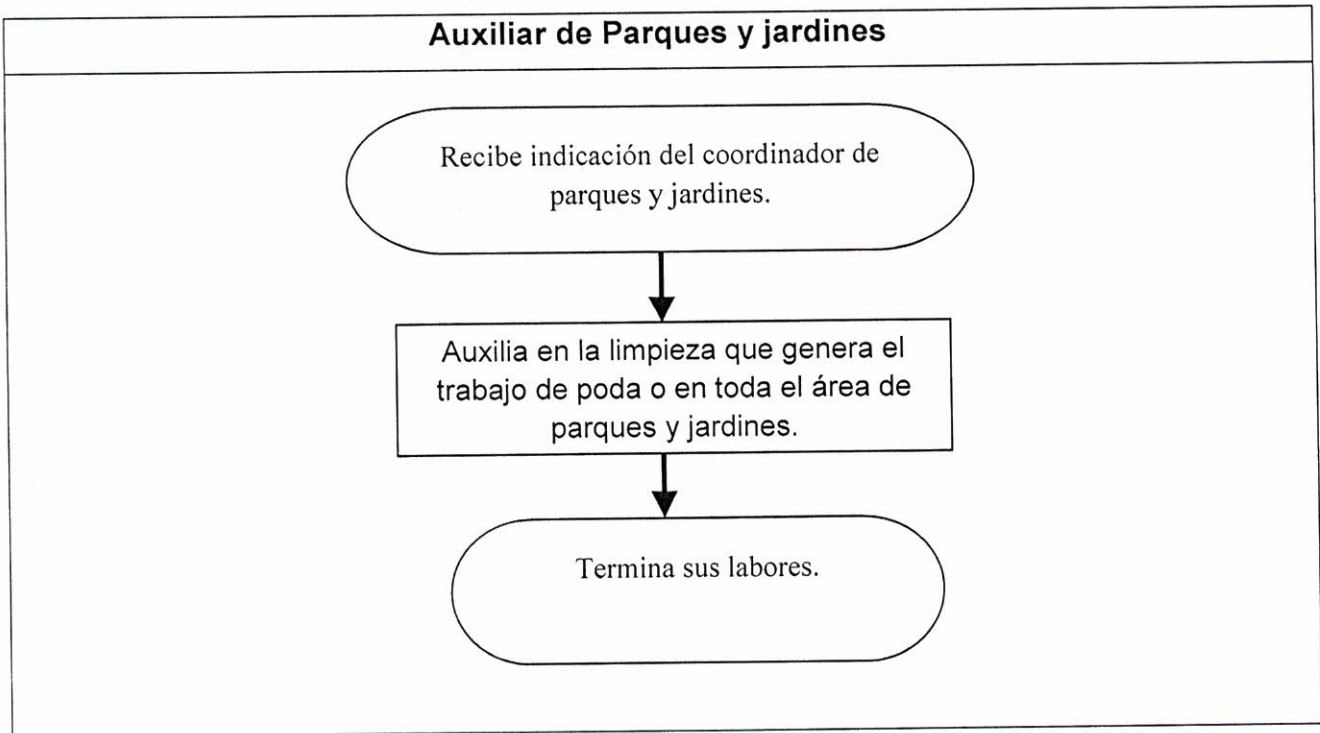 Auxiliar de Parques y jardines
Recibe indicación del coordinador de
parques y jardines.
Auxilia en la limpieza que genera el
trabajo de poda o en toda el área de
parques y jardines.
Termina sus labores.